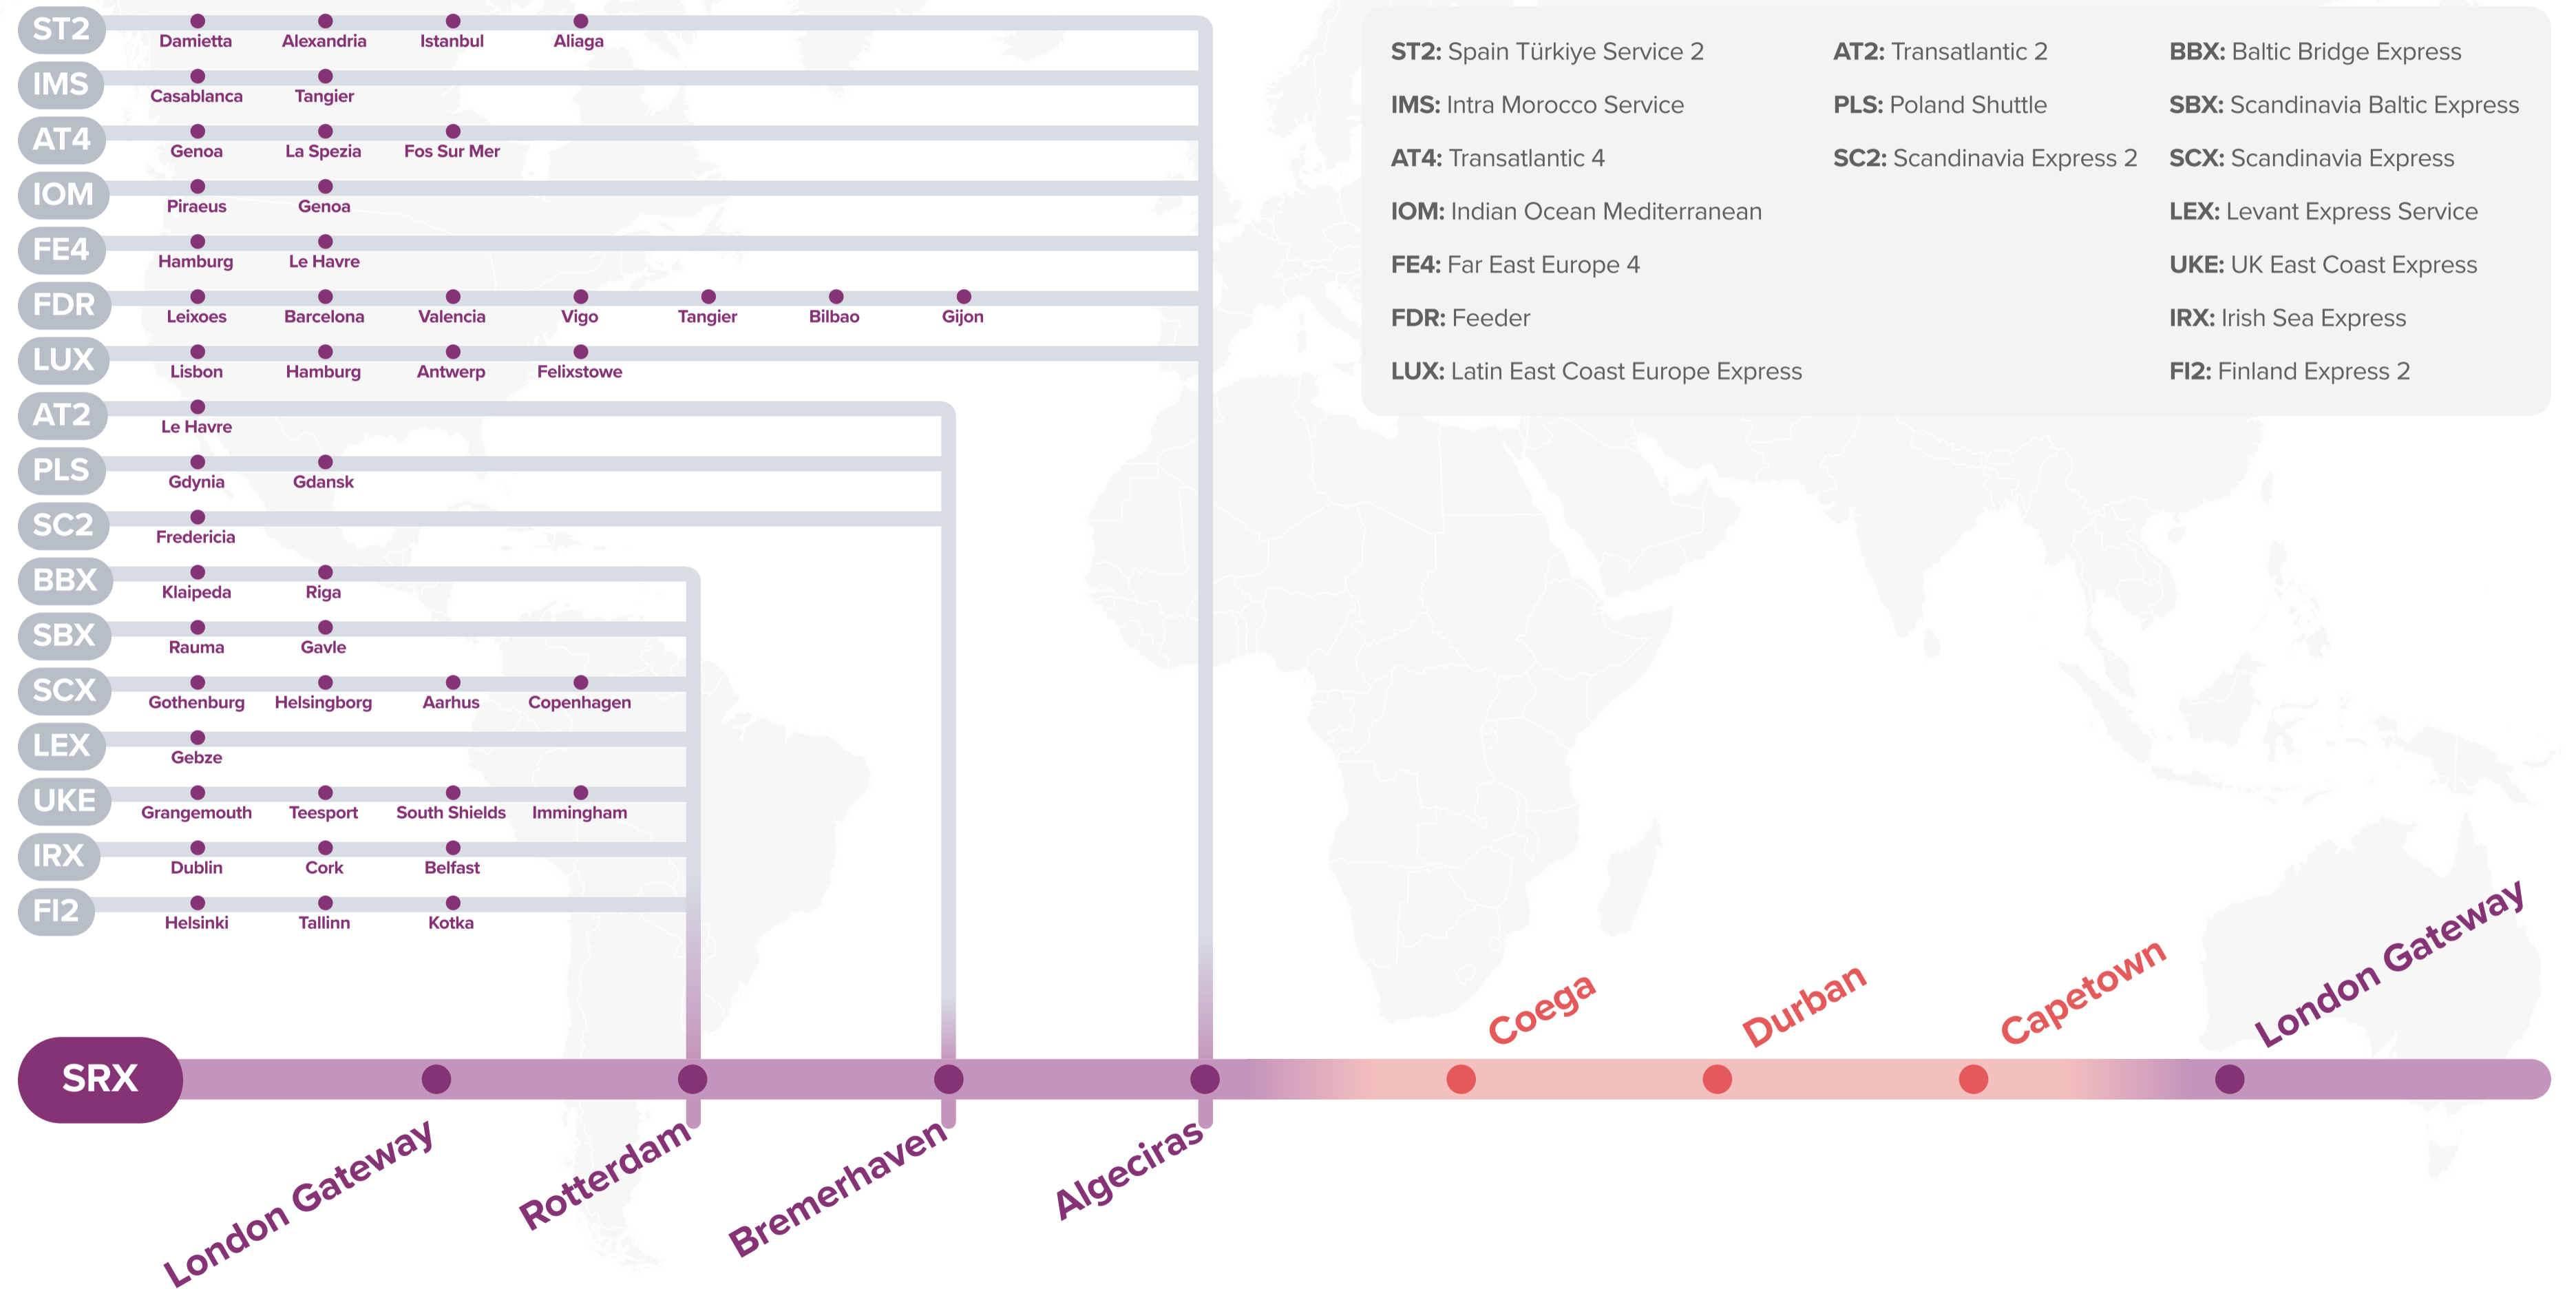 ST2
Damietta Alexandria Istanbul Aliaga
IMS
Casablanca Tangier
AT4
Genoa La Spezia Fos Sur Mer
IOM
Piraeus Genoa
FE4
Hamburg Le Havre
FDR
Leixoes Barcelona Valencia Vigo Tangier Bilbao Gijon
LUX
Lisbon Hamburg Antwerp Felixstowe
AT2
Le Havre
PLS
Gdynia Gdansk
SC2
Fredericia
BBX
Klaipeda Riga
SBX
Rauma Gavle
SCX
Gothenburg Helsingborg Aarhus Copenhagen
LEX
Gebze
UKE
Grangemouth Teesport South Shields Immingham
IRX
Dublin Cork Belfast
FI2
Helsinki Tallinn Kotka
ST2: Spain Türkiye Service 2
IMS: Intra Morocco Service
AT4: Transatlantic 4
IOM: Indian Ocean Mediterranean
FE4: Far East Europe 4
FDR: Feeder
LUX: Latin East Coast Europe Express
AT2: Transatlantic 2
PLS: Poland Shuttle
SC2: Scandinavia Express 2
BBX: Baltic Bridge Express
SBX: Scandinavia Baltic Express
SCX: Scandinavia Express
LEX: Levant Express Service
UKE: UK East Coast Express
IRX: Irish Sea Express
FI2: Finland Express 2
SRX
London Gateway
Rotterdam
Bremerhaven
Algeciras
Coega
Durban
Capetown
London Gateway